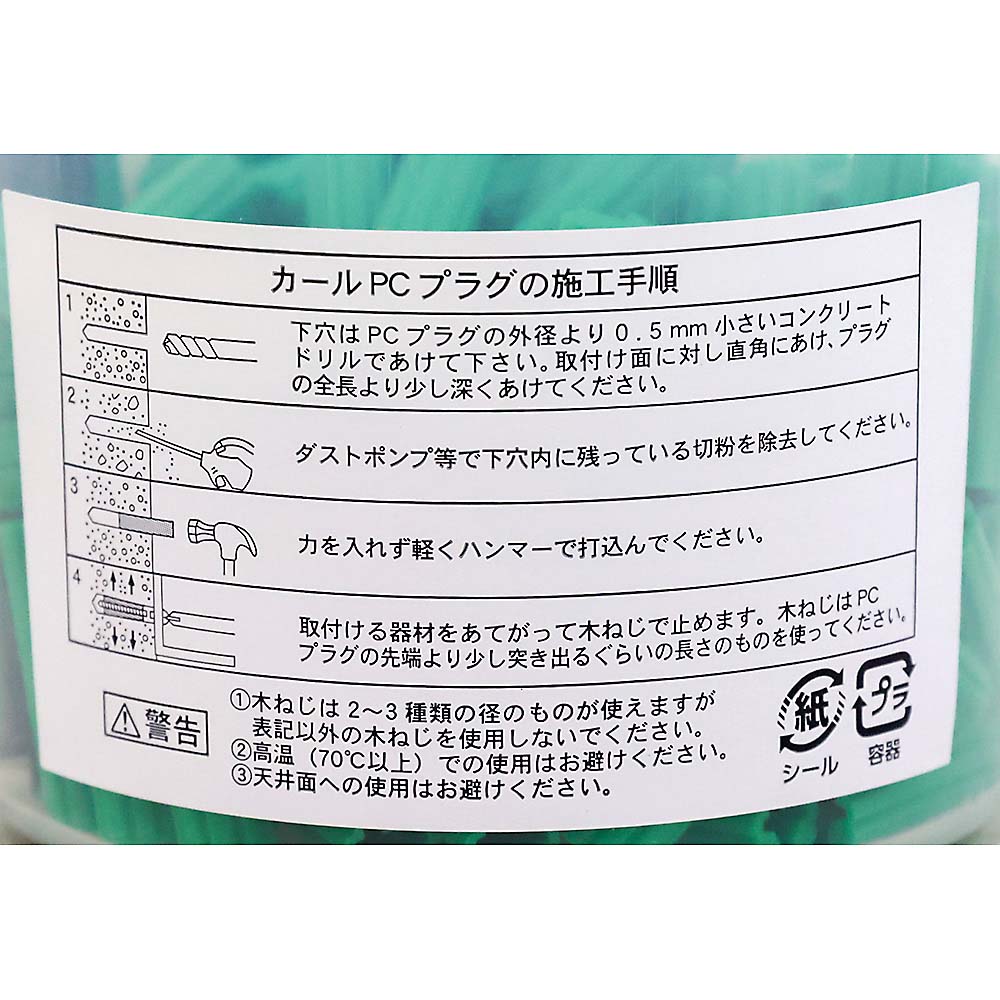 カールPCプラグの施工手順
1
下穴はPCプラグの外径より0.5mm小さいコンクリート
ドリルであけて下さい。取付け面に対し直角にあけ、プラグ
の全長より少し深くあけてください。
2
ダストポンプ等で下穴内に残っている切粉を除去してください。
3
力を入れず軽くハンマーで打込んでください。
4
取付ける器材をあてがって木ねじで止めます。木ねじはPC
プラグの先端より少し突き出るぐらいの長さのものを使ってください。
警告
①木ねじは2〜3種類の径のものが使えますが
表記以外の木ねじを使用しないでください。
②高温（70℃以上）での使用はお避けください。
③天井面への使用はお避けください。
紙
シール
プラ
容器